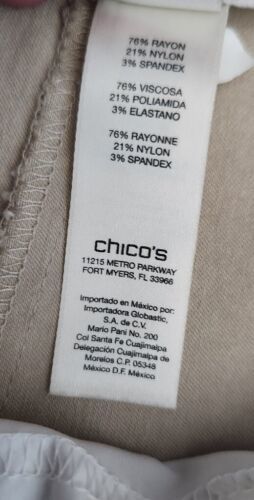 76% RAYON
21% NYLON
3% SPANDEX
76% VISCOSA
21% POLIAMIDA
3% ELASTANO
76% RAYONNE
21% NYLON
3% SPANDEX
chico's
11215 METRO PARKWAY
FORT MYERS, FL 33966
Importado en México por:
Importadora Globastic,
S.A. de C.V.
Mario Pani No. 200
Col Santa Fe Cuajimalpa
Delegación Cuajimalpa de
Morelos C.P. 05348
México D.F. México